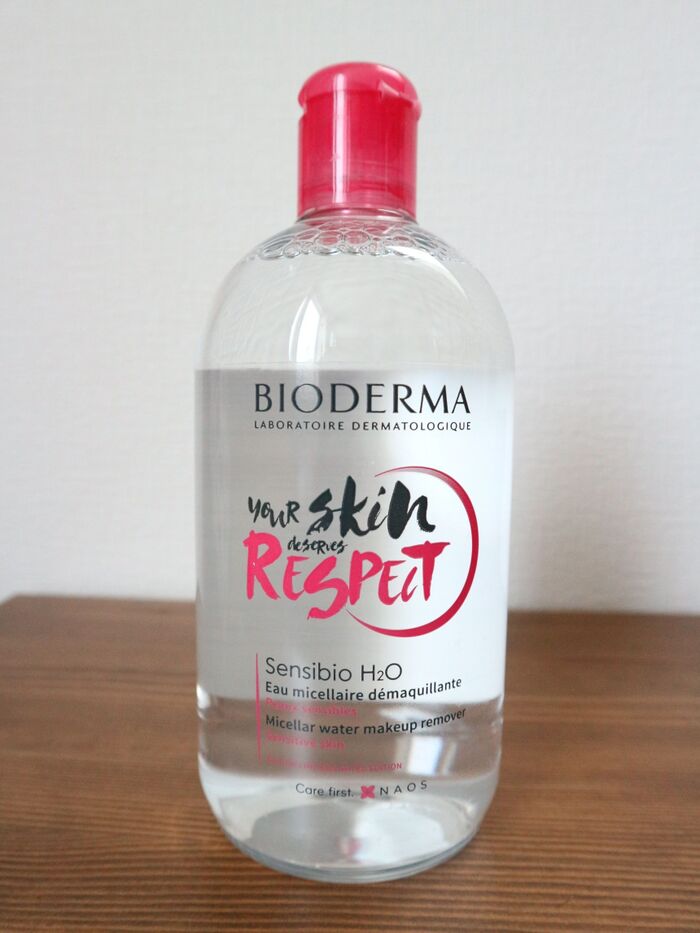 BIODERMA
LABORATOIRE DERMATOLOGIQUE
YOUR skin
deserves
RESPECT
Sensibio H2O
Eau micellaire démaquillante
Peaux sensibles
Micellar water makeup remover
Sensitive skin
EDITION
Care first. NAOS